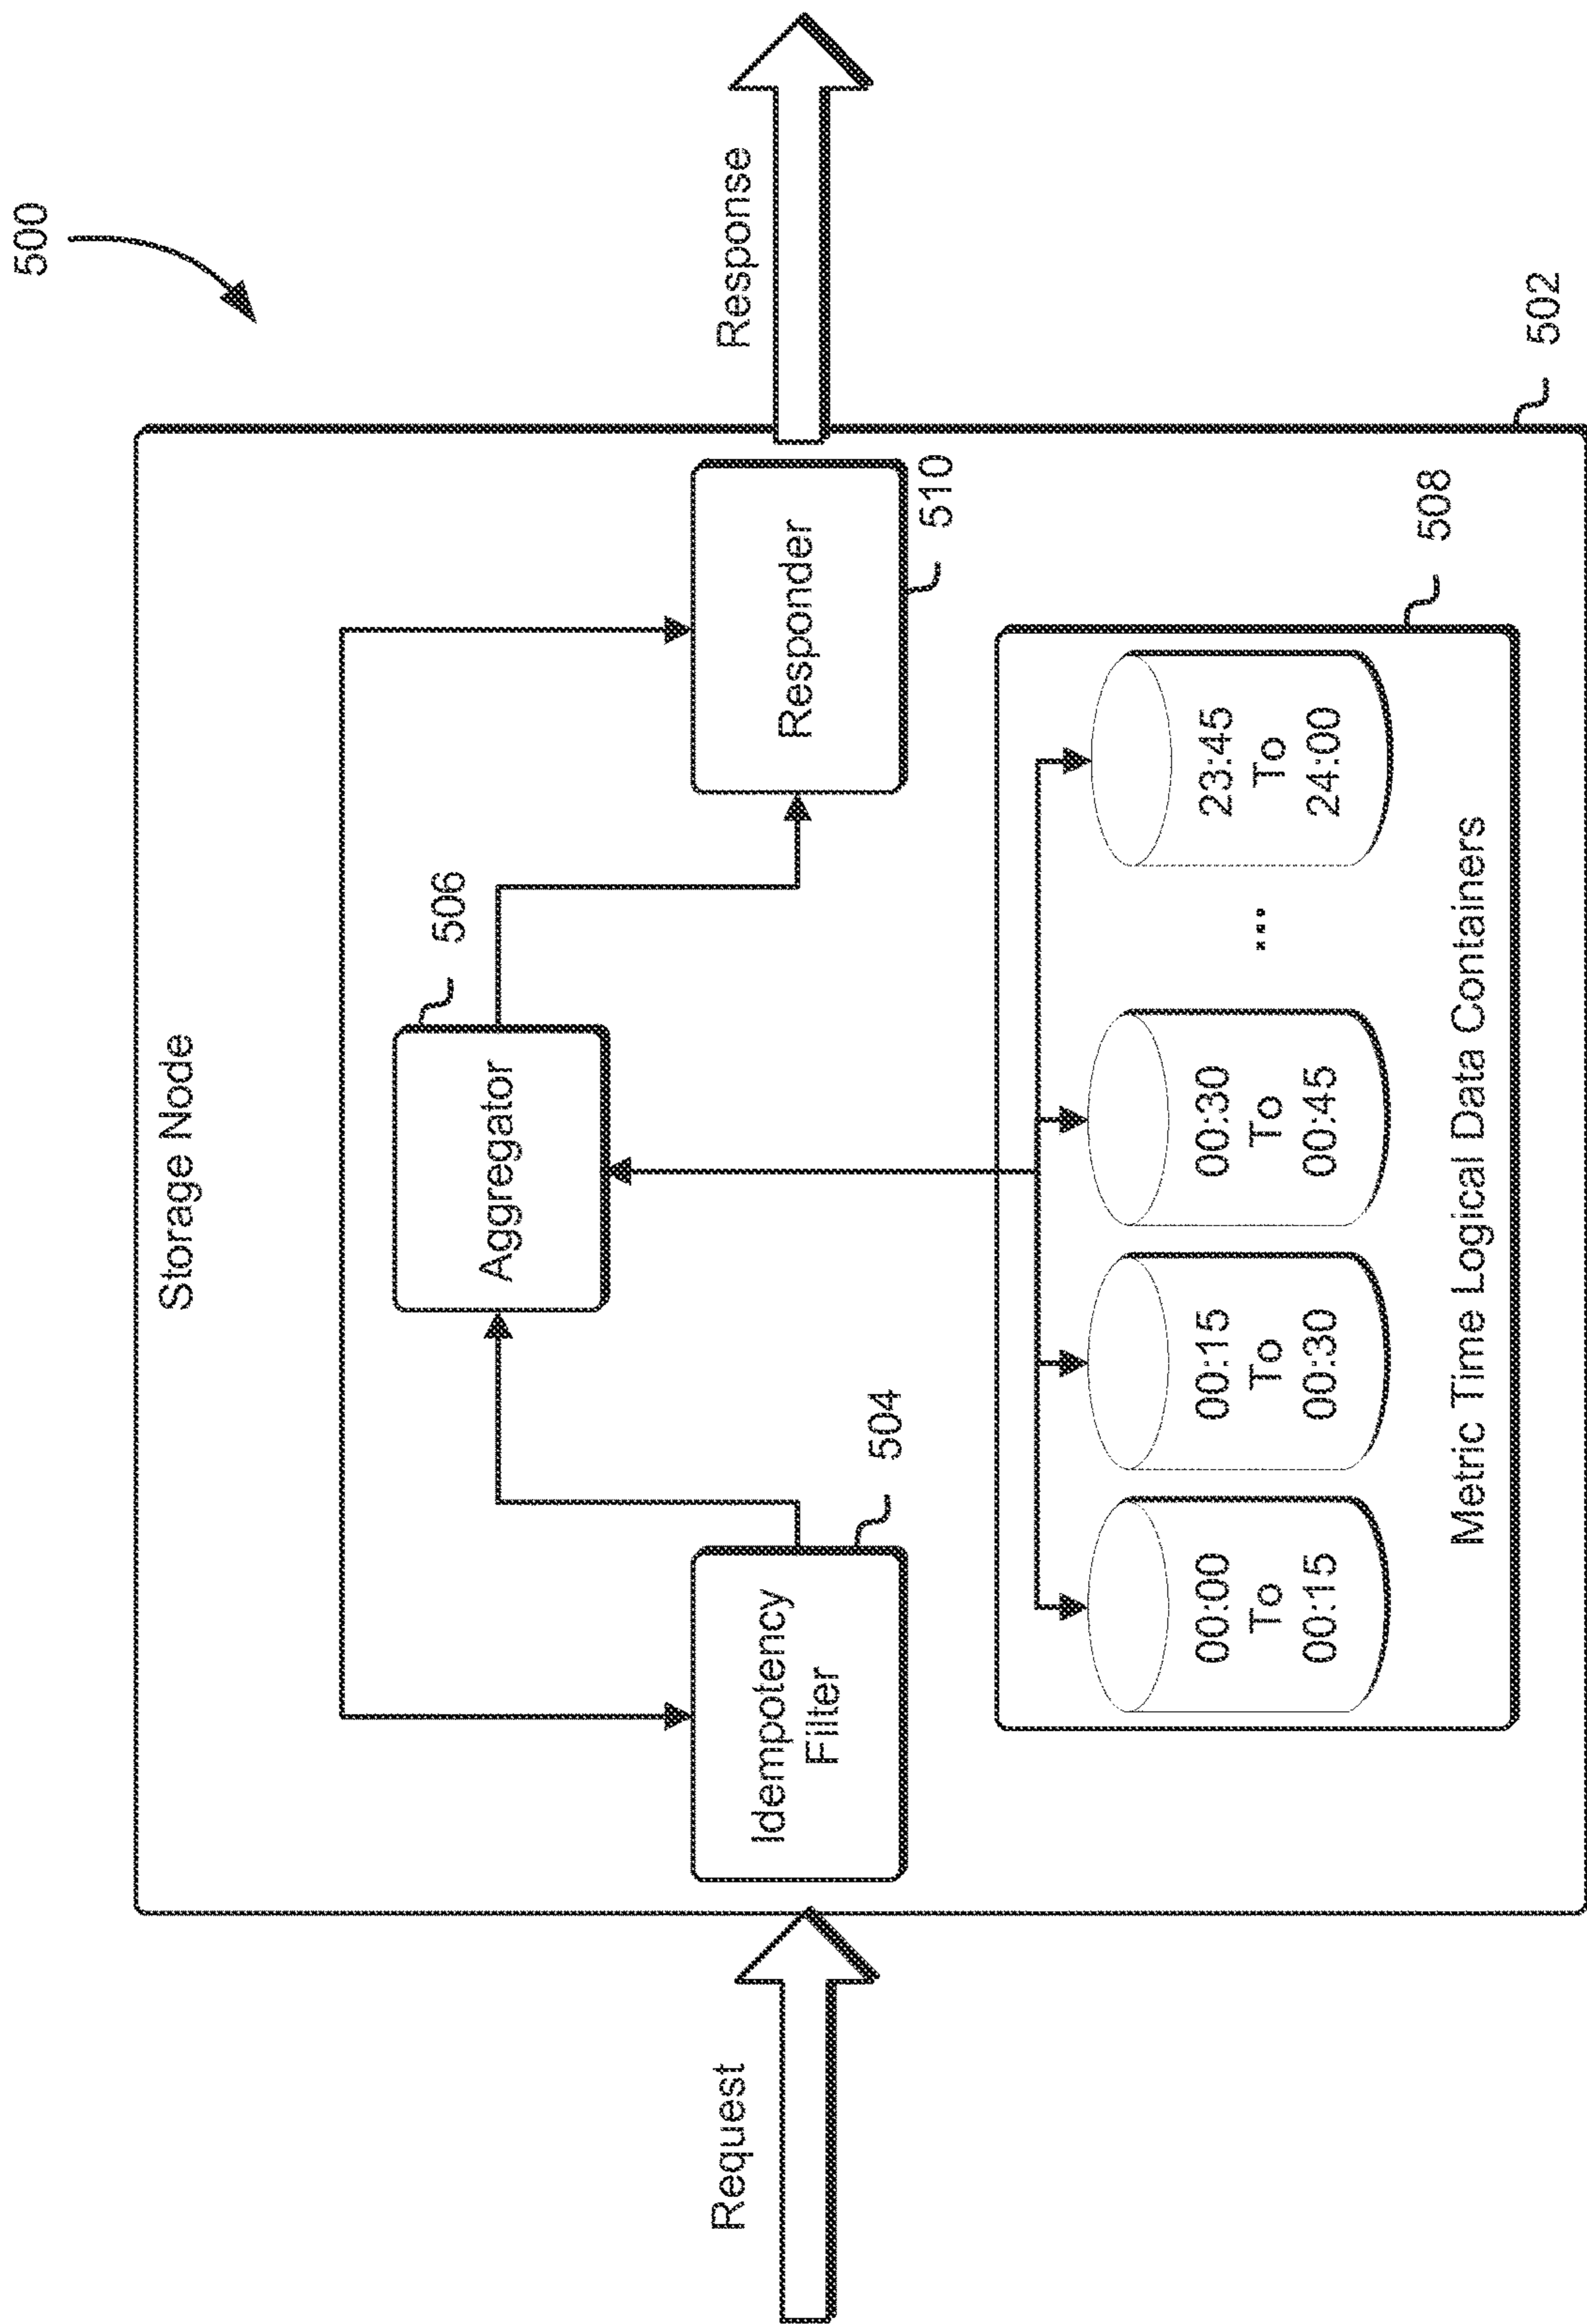 500
Storage Node
502
Request
Response
Idempotency
Filter
504
Aggregator
506
Responder
510
508
00:00
To
00:15
00:15
To
00:30
00:30
To
00:45
...
23:45
To
24:00
Metric Time Logical Data Containers